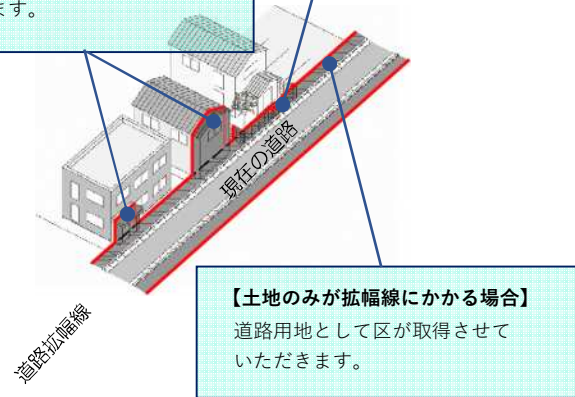 ます。
現在の道路
【土地のみが拡幅線にかかる場合】
道路用地として区が取得させて
いただきます。
道路拡幅線